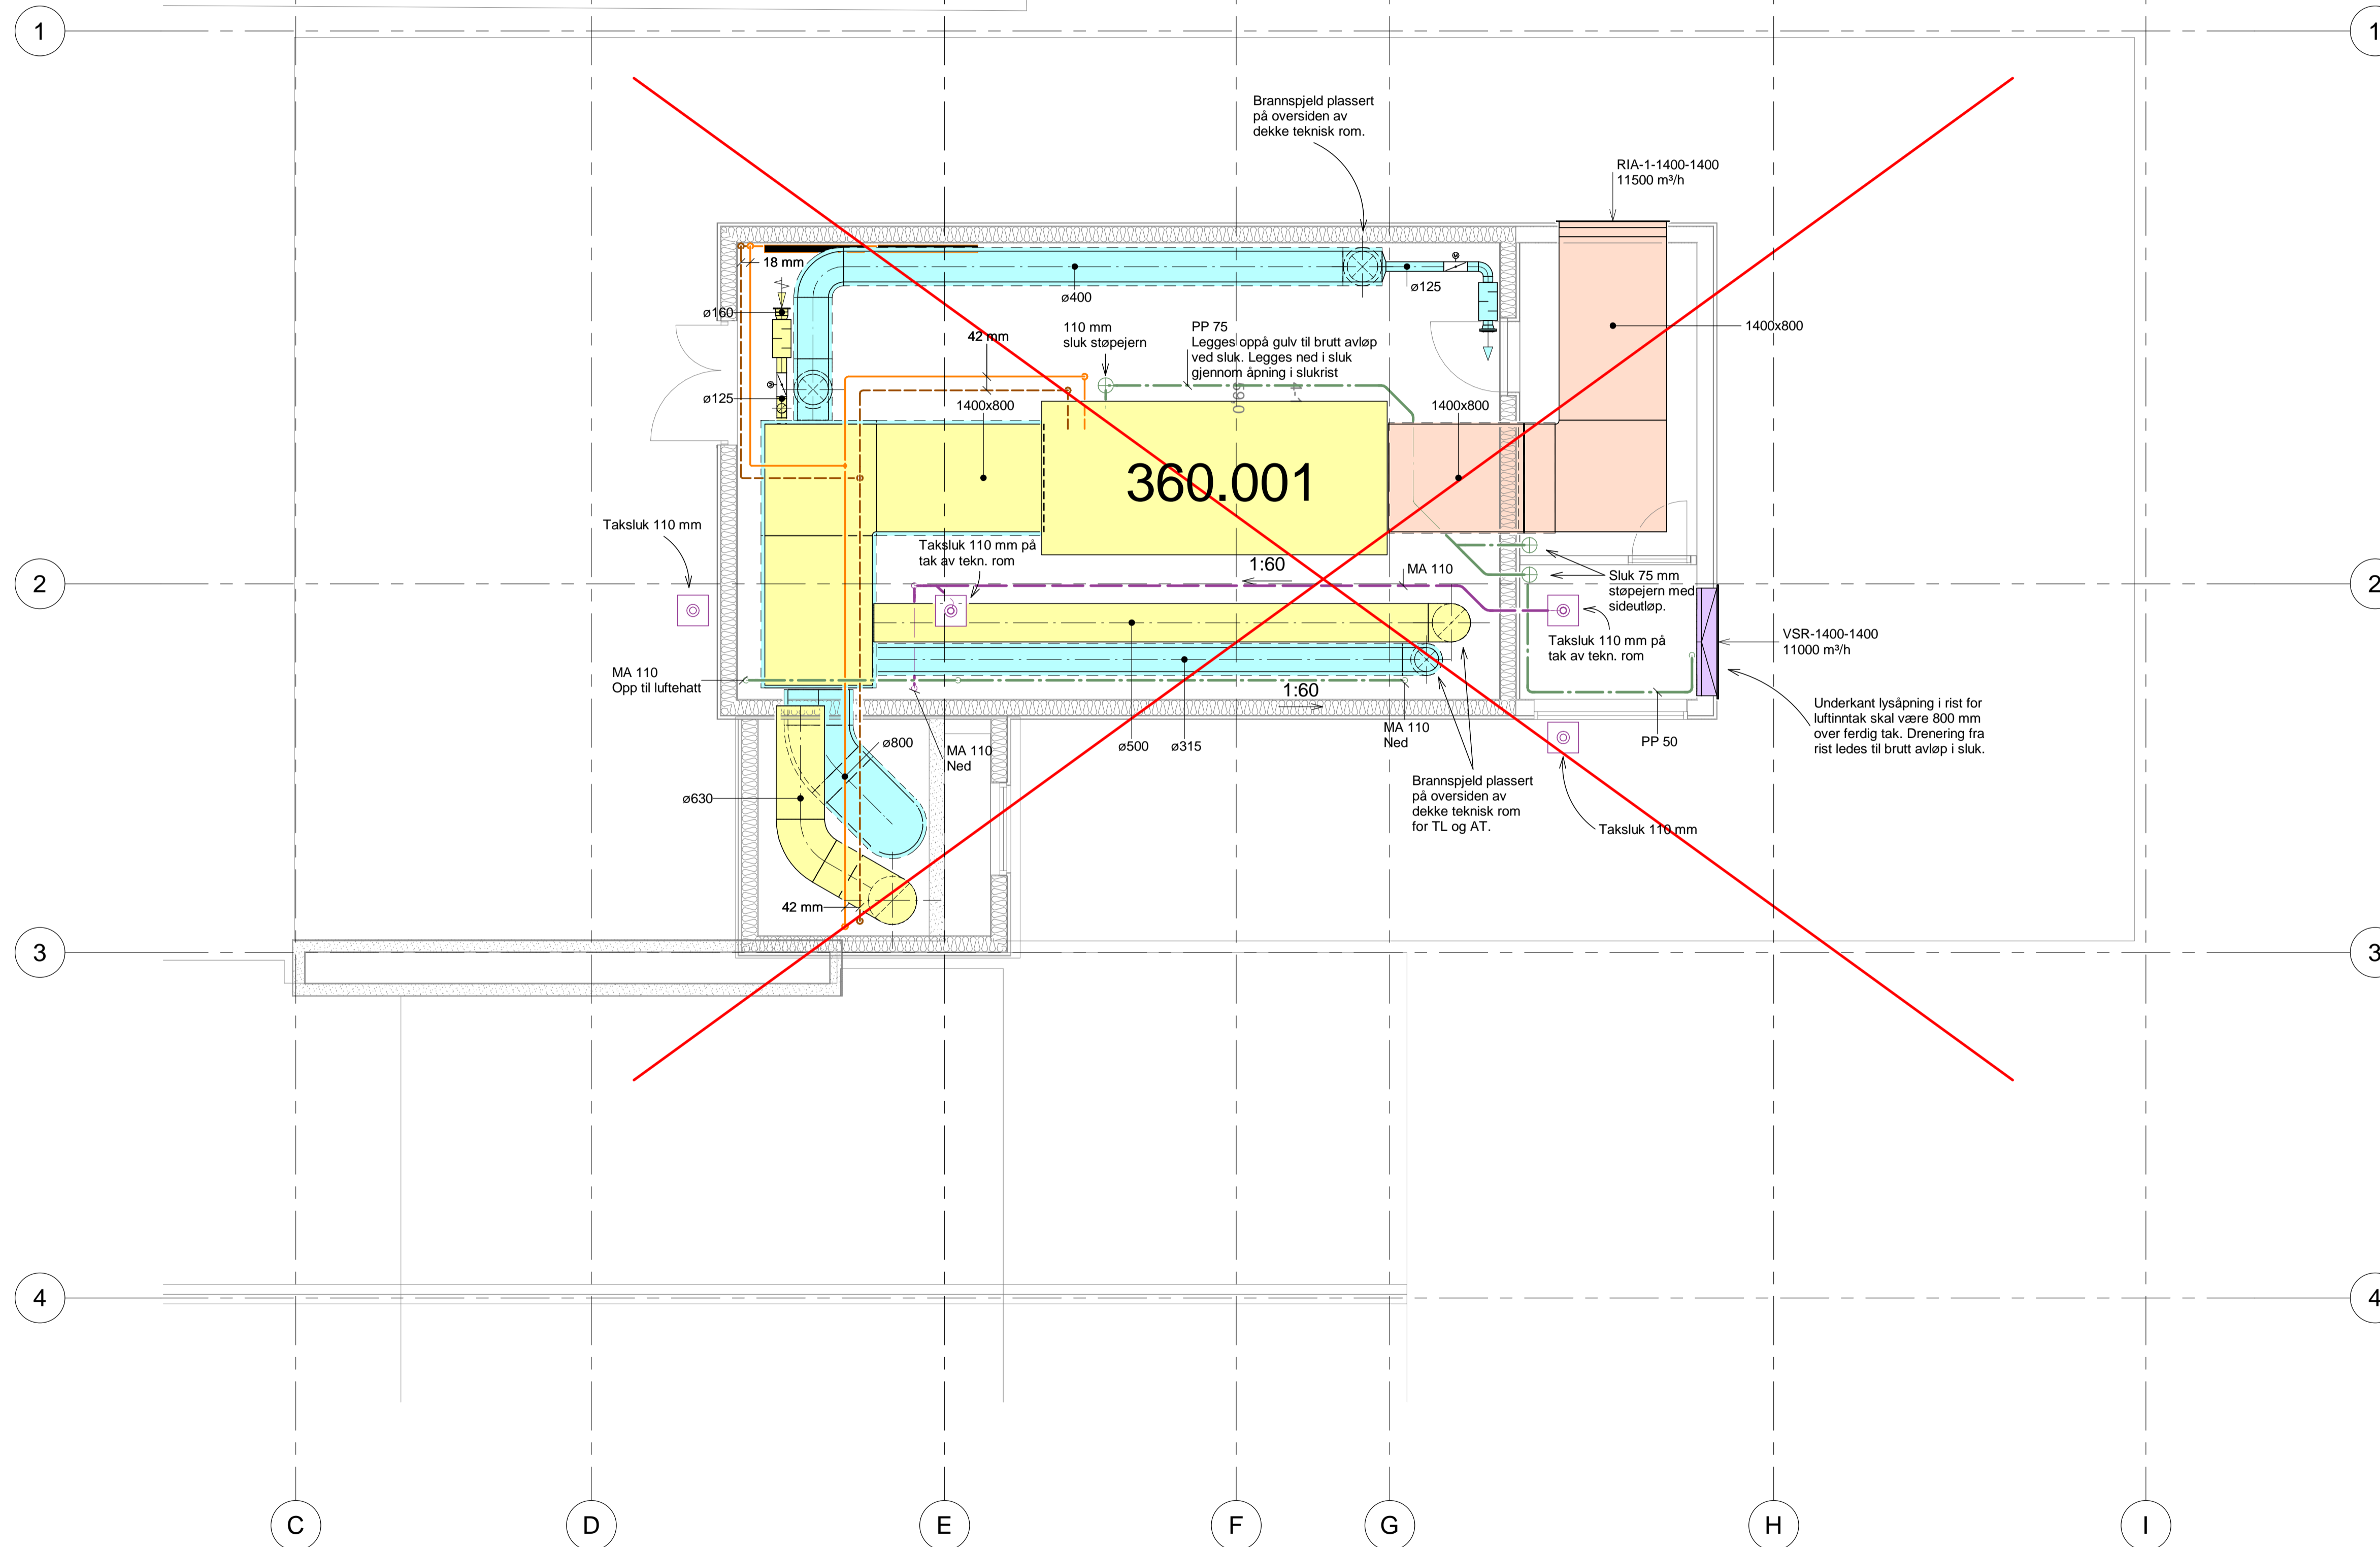 1
1
Brannspjeld plassert
på oversiden av
dekke teknisk rom.
RIA-1-1400-1400
11500 m³/h
18 mm
ø400
ø125
ø160
42 mm
110 mm
sluk støpejern
PP 75
Legges oppå gulv til brutt avløp
ved sluk. Legges ned i sluk
gjennom åpning i slukrist
1400x800
ø125
1400x800
1400x800
360.001
Taksluk 110 mm
Taksluk 110 mm på
tak av tekn. rom
1:60
MA 110
2
2
Sluk 75 mm
støpejern med
sideutløp.
Taksluk 110 mm på
tak av tekn. rom
VSR-1400-1400
11000 m³/h
MA 110
Opp til luftehatt
1:60
Underkant lysåpning i rist for
luftinntak skal være 800 mm
over ferdig tak. Drenering fra
rist ledes til brutt avløp i sluk.
ø800
MA 110
Ned
ø500
ø315
MA 110
Ned
PP 50
ø630
Brannspjeld plassert
på oversiden av
dekke teknisk rom
for TL og AT.
Taksluk 110 mm
42 mm
3
3
4
4
C
D
E
F
G
H
I